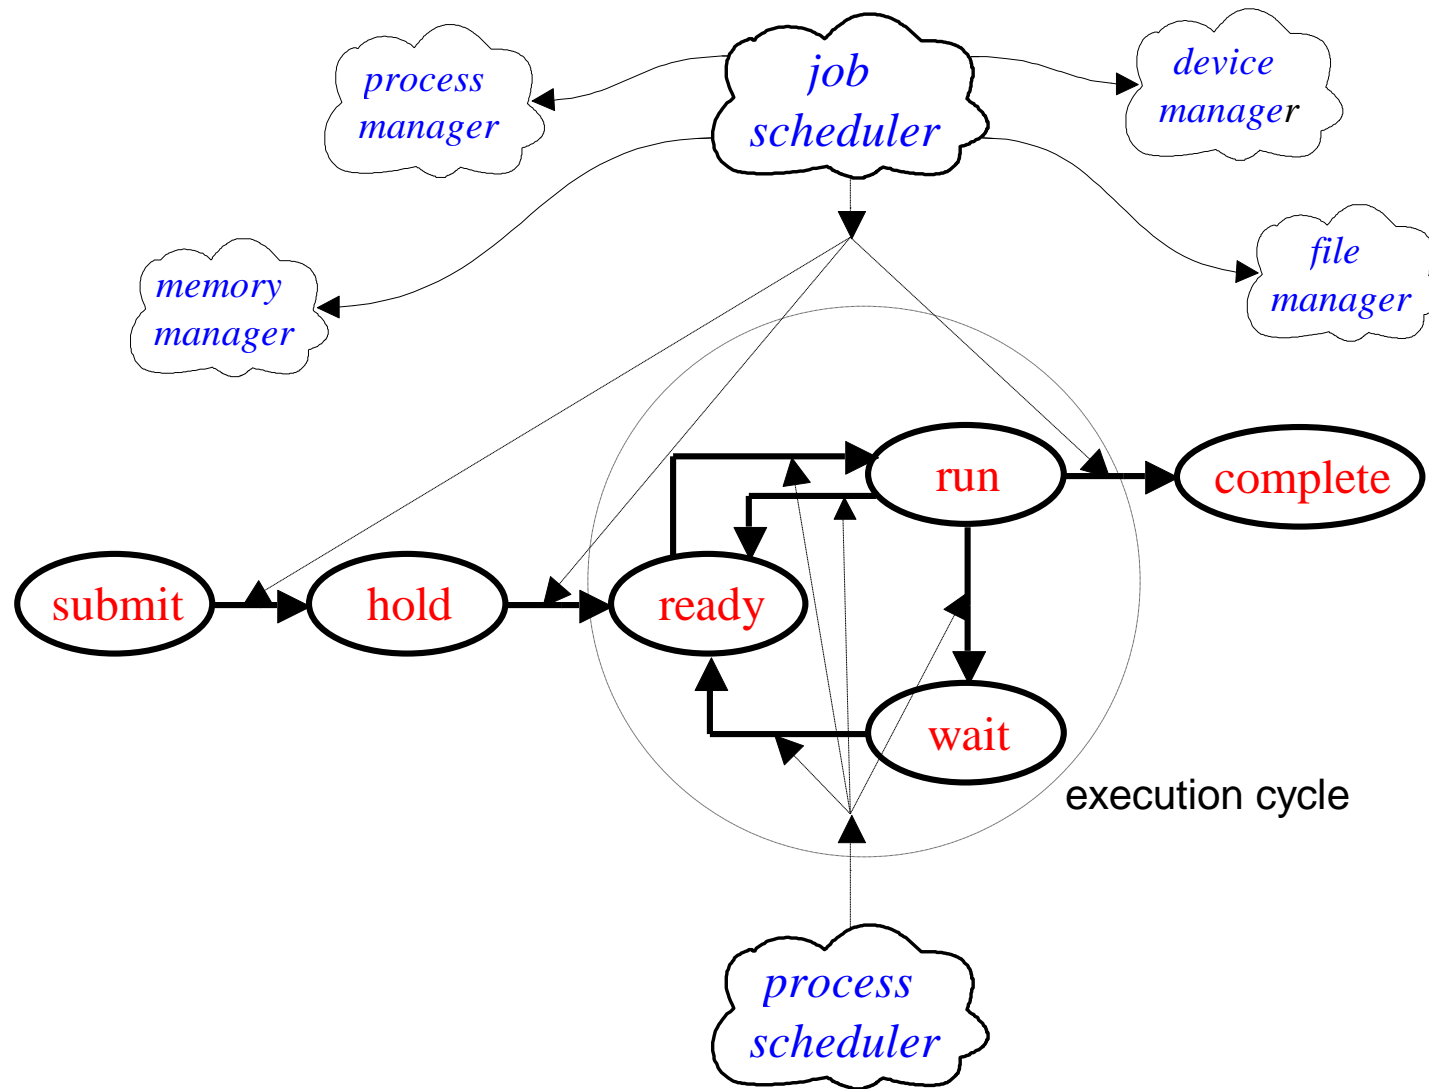 process
manager
job
scheduler
device
manager
memory
manager
file
manager
run
complete
submit
hold
ready
wait
execution cycle
process
scheduler